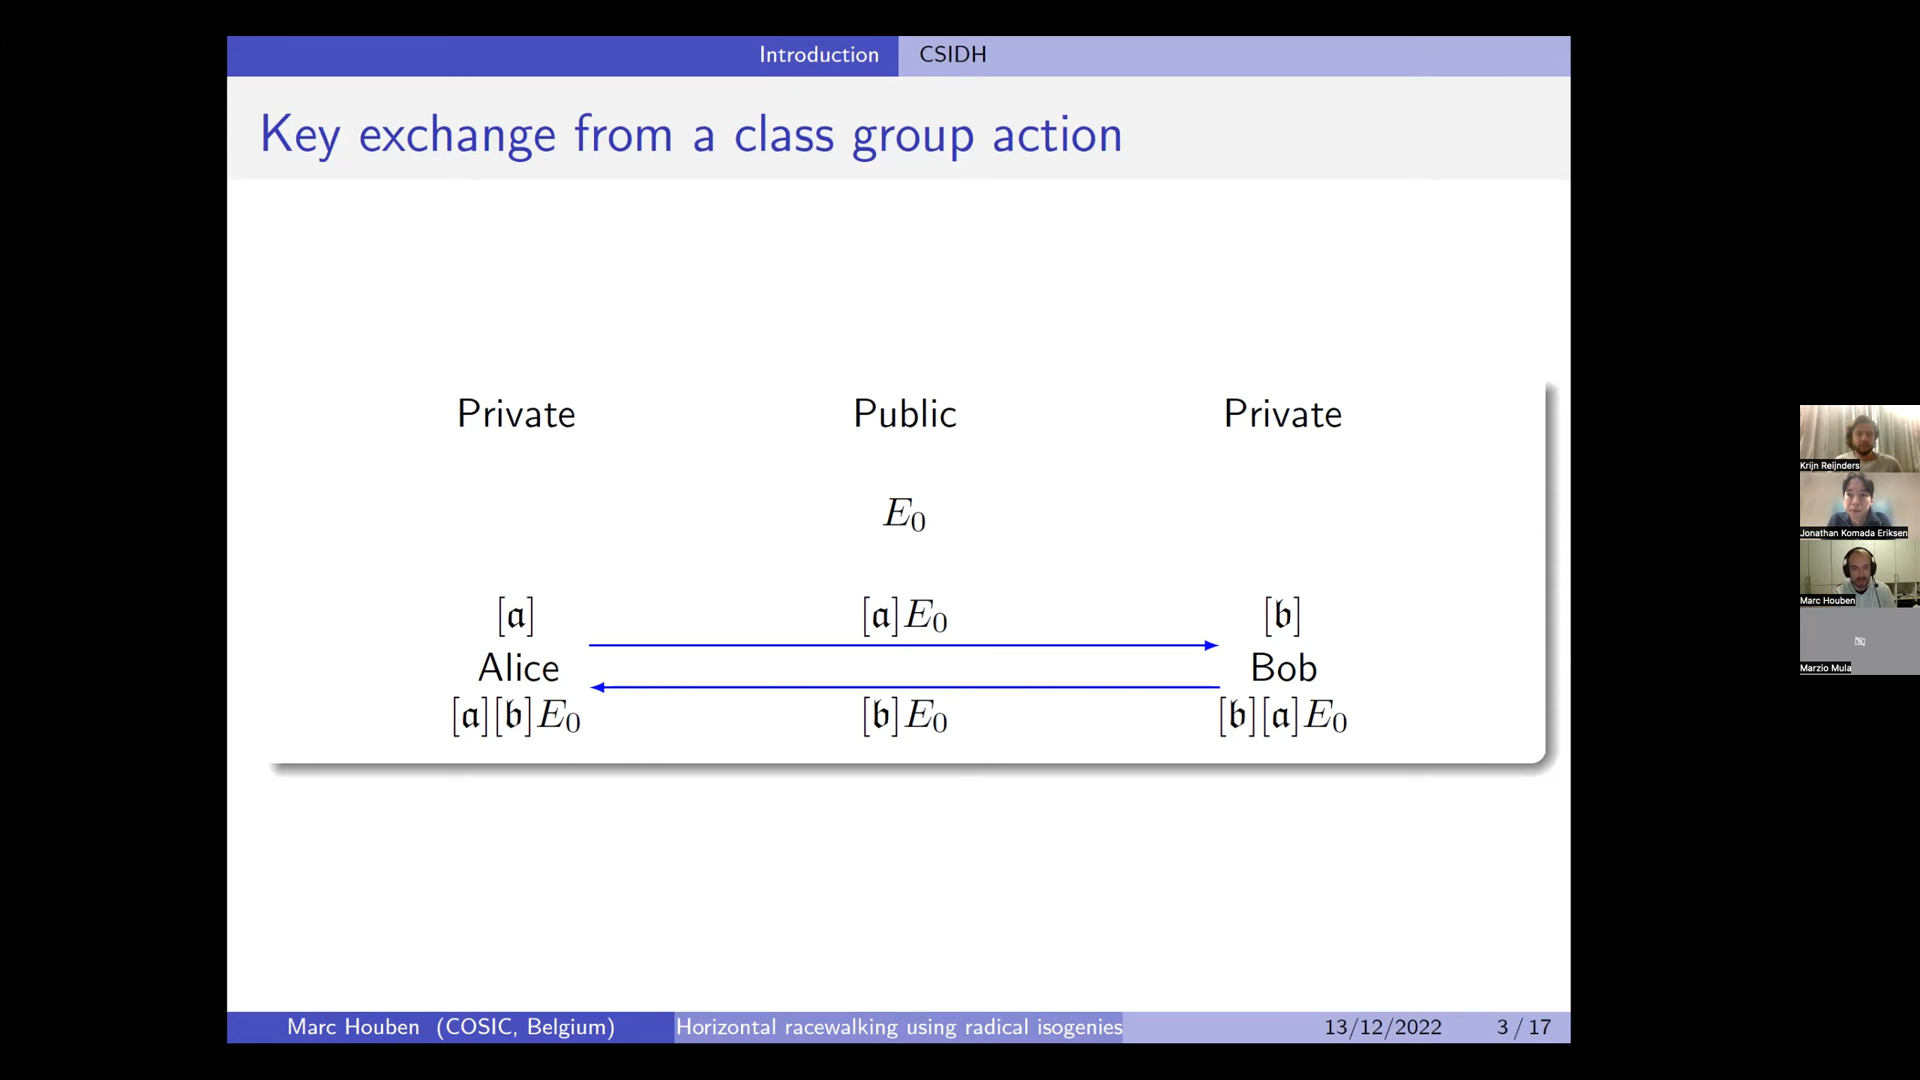 Introduction CSIDH
Key exchange from a class group action
Private Public Private
E₀
[𝔞] [𝔞]E₀ [𝔟]
Alice Bob
[𝔞][𝔟]E₀ [𝔟]E₀ [𝔟][𝔞]E₀
Marc Houben (COSIC, Belgium) Horizontal racewalking using radical isogenies 13/12/2022 3 / 17
Krijn Reijnders
Jonathan Komada Eriksen
Marc Houben
Marzio Mula